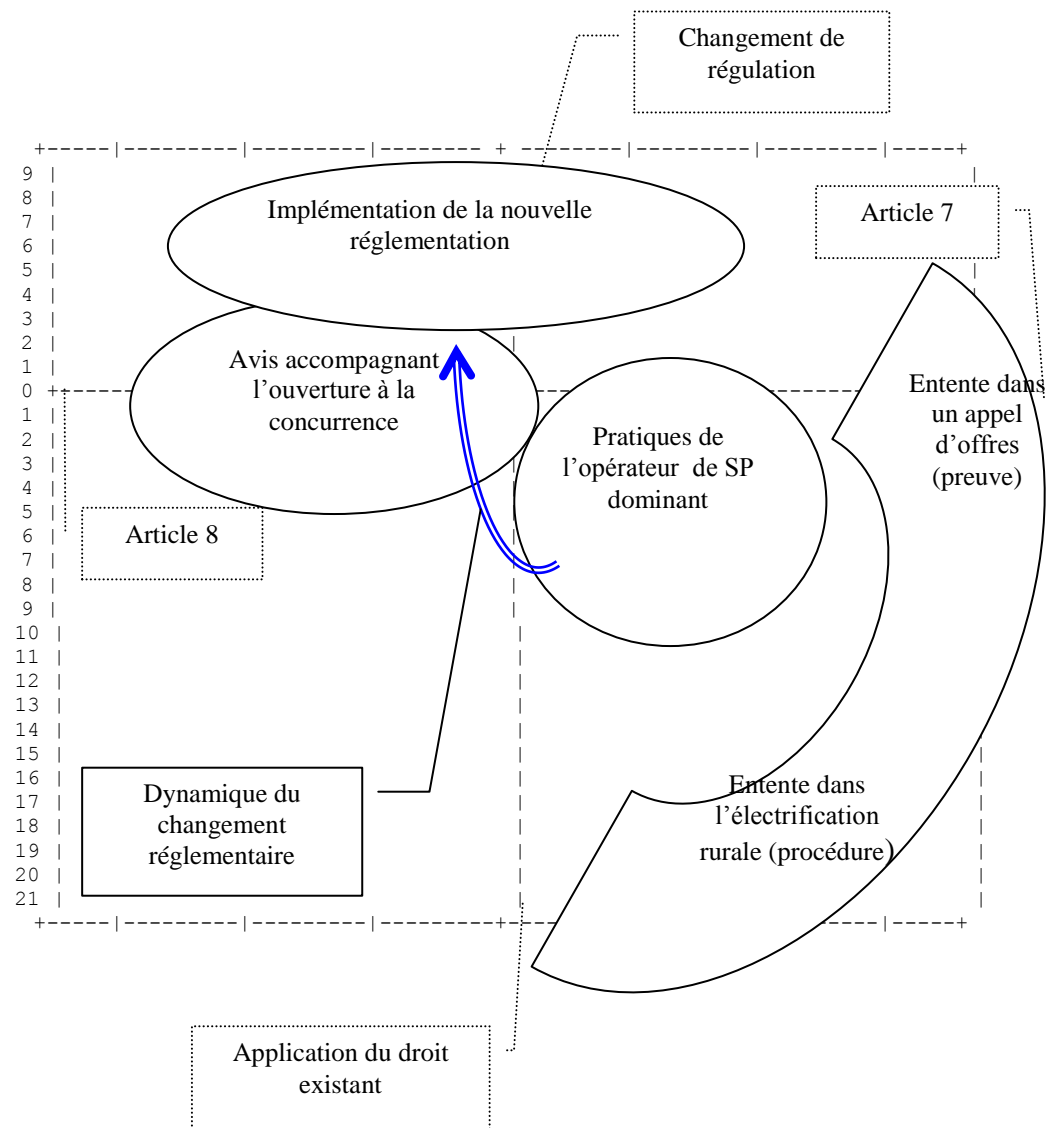 Changement de
régulation
+-----|---------|---------|--------- + --------|---------|---------|-----+
9 |
8 |
7 |
6 |
5 |
4 |
3 |
2 |
1 |
0
1 |
2 |
3 |
4 |
5 |
6 |
7 |
8 |
9 |
10 |
11 |
12 |
13 |
14 |
15 |
16 |
17 |
18 |
19 |
20 |
21 |
+-----|---------|---------|---------+---------|---------|---------|-----+
Implémentation de la nouvelle
réglementation
Article 7
Avis accompagnant
l’ouverture à la
concurrence
Pratiques de
l’opérateur de SP
dominant
Entente dans
un appel
d’offres
(preuve)
Article 8
Dynamique du
changement
réglementaire
Entente dans
l’électrification
rurale (procédure)
Application du droit
existant